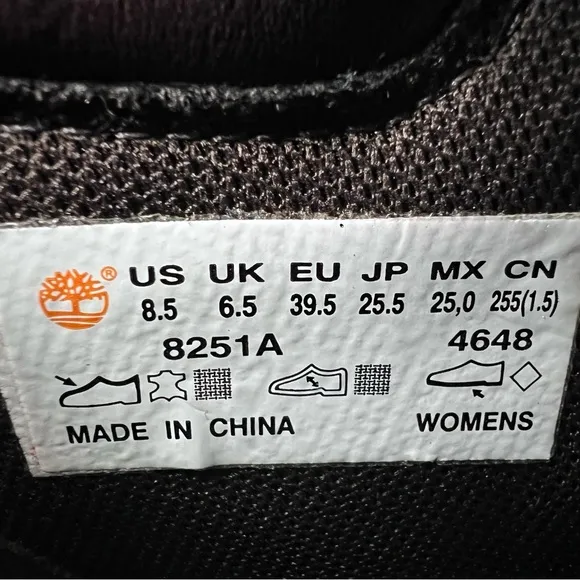 ® US UK EU JP MX CN
8.5 6.5 39.5 25.5 25,0 255(1.5)
8251A 4648
MADE IN CHINA WOMENS